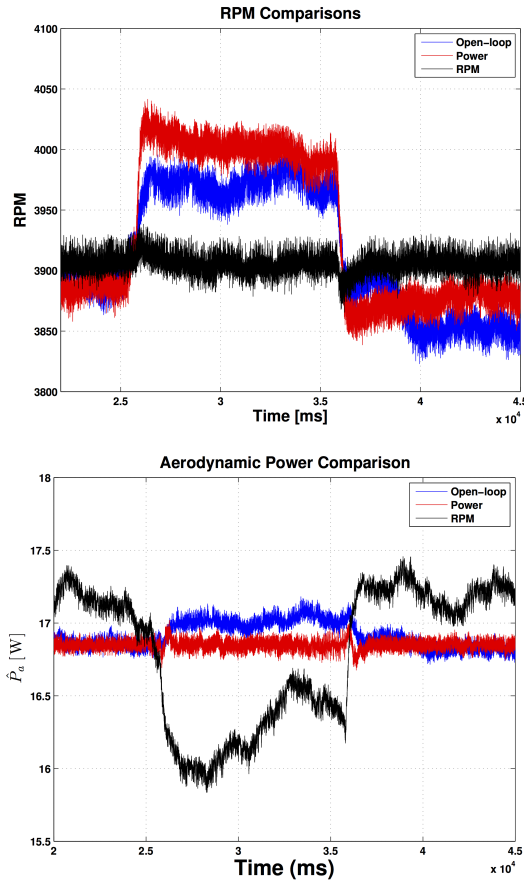 RPM Comparisons
4100
4050
4000
3950
3900
3850
3800
RPM
Open-loop
Power
RPM
2.5
3
3.5
4
4.5
Time [ms]
x 10^4
Aerodynamic Power Comparison
18
17.5
17
16.5
16
15.5
P̂a [W]
Open-loop
Power
RPM
2
2.5
3
3.5
4
4.5
Time (ms)
x 10^4